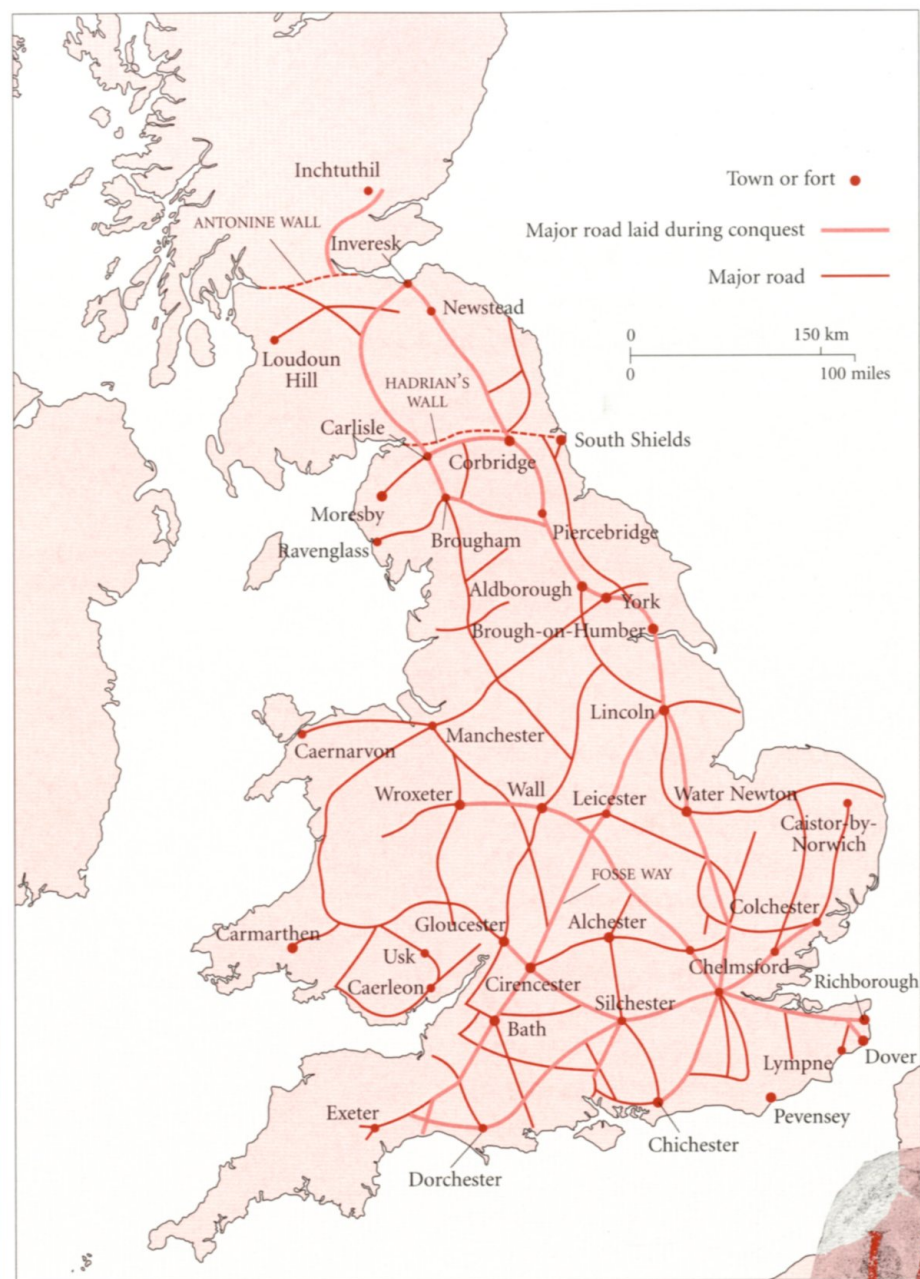 Inchtuthil
Town or fort
ANTONINE WALL
Major road laid during conquest
Inveresk
Major road
Newstead
0 150 km
0 100 miles
Loudoun
Hill
HADRIAN'S
WALL
Carlisle
South Shields
Corbridge
Moresby
Piercebridge
Ravenglass
Brougham
Aldborough
York
Brough-on-Humber
Lincoln
Manchester
Caernarvon
Wroxeter
Wall
Leicester
Water Newton
Caistor-by-
Norwich
FOSSE WAY
Colchester
Gloucester
Alchester
Carmarthen
Usk
Chelmsford
Caerleon
Cirencester
Richborough
Silchester
Bath
Lympne
Dover
Exeter
Pevensey
Chichester
Dorchester